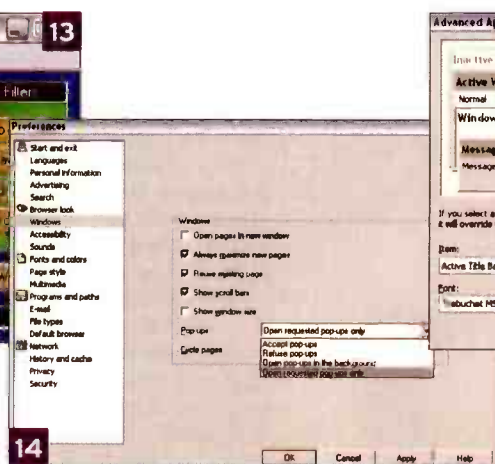 13
Filter
Preferences
Start and exit
Languages
Personal information
Advertising
Search
Browser look
Windows
Accessibility
Sounds
Fonts and colors
Page style
Multimedia
Programs and paths
E-mail
File types
Default browser
Network
History and cache
Privacy
Security
Windows
Open pages in new window
Always maximize new pages
Reuse existing page
Show scroll bars
Show window size
Pop-ups
Open requested pop-ups only
Accept pop-ups
Refuse pop-ups
Open pop-ups in the background
Open requested pop-ups only
Cycle pages
OK Cancel Apply Help
14
Advanced Ap
Inactive
Active W
Normal
Window
Messag
Message
If you select a
it will override
Item:
Active Title Ba
Font:
ebuchet MS